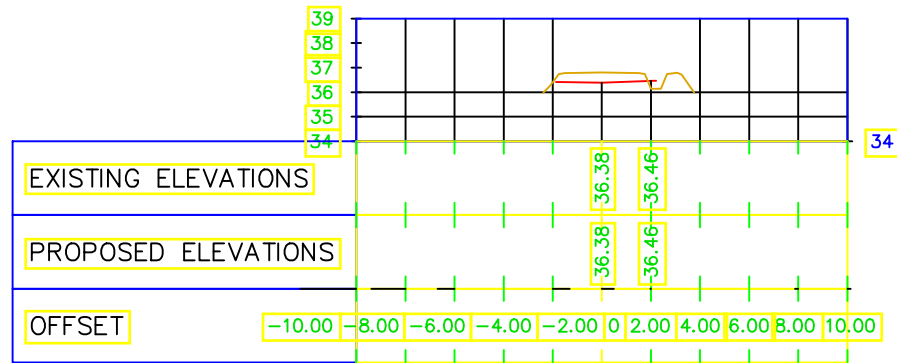 39
38
37
36
35
34
34
EXISTING ELEVATIONS 36.38 36.46
PROPOSED ELEVATIONS 36.38 36.46
OFFSET -10.00 -8.00 -6.00 -4.00 -2.00 0 2.00 4.00 6.00 8.00 10.00